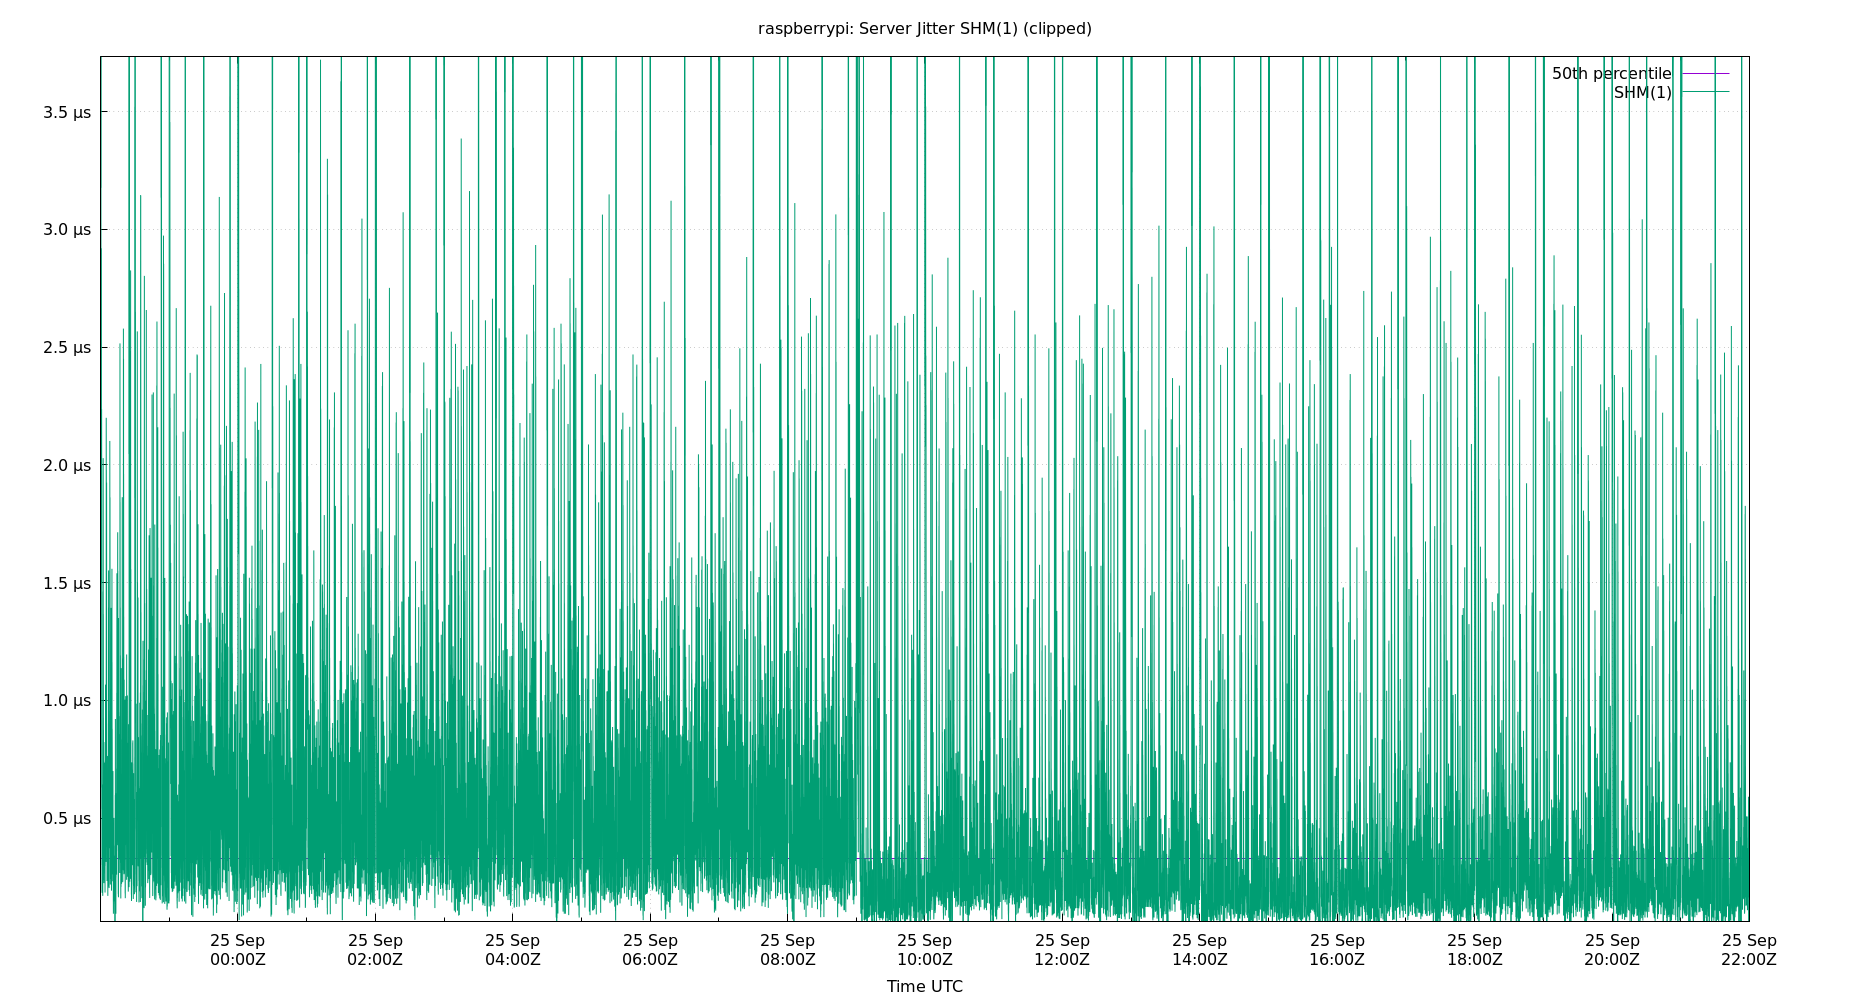 raspberrypi: Server Jitter SHM(1) (clipped)
50th percentile
SHM(1)
3.5 µs
3.0 µs
2.5 µs
2.0 µs
1.5 µs
1.0 µs
0.5 µs
25 Sep 25 Sep 25 Sep 25 Sep 25 Sep 25 Sep 25 Sep 25 Sep 25 Sep 25 Sep 25 Sep 25 Sep
00:00Z 02:00Z 04:00Z 06:00Z 08:00Z 10:00Z 12:00Z 14:00Z 16:00Z 18:00Z 20:00Z 22:00Z
Time UTC